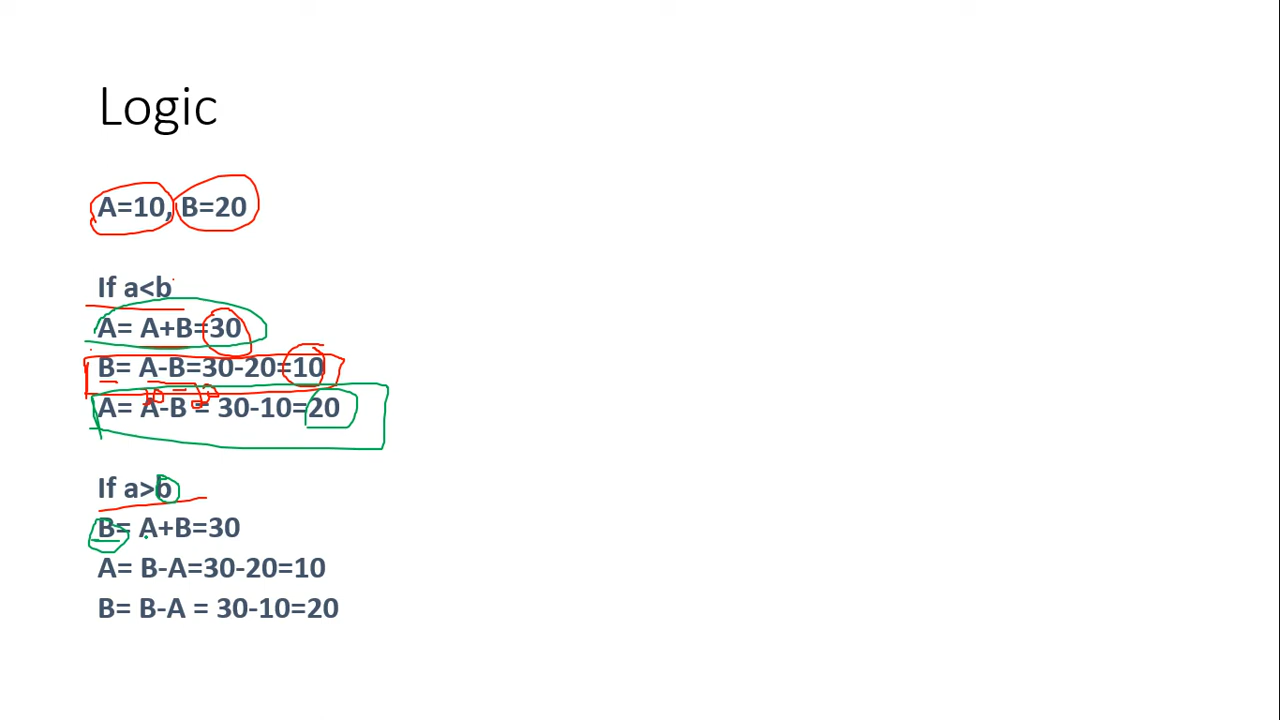 Logic
A=10, B=20
If a<b
A= A+B=30
B= A-B=30-20=10
A= A-B = 30-10=20
If a>b
B= A+B=30
A= B-A=30-20=10
B= B-A = 30-10=20